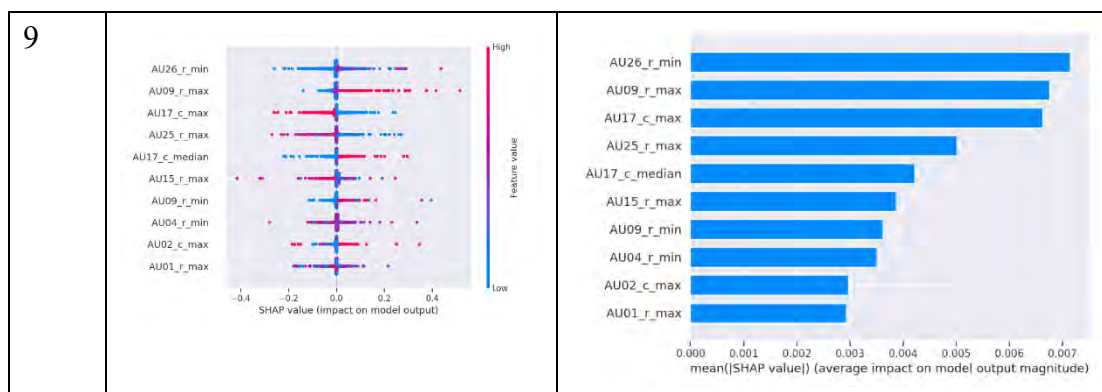 9
High
AU26_r_min
AU09_r_max
AU17_c_max
AU25_r_max
AU17_c_median
AU15_r_max
AU09_r_min
AU04_r_min
AU02_c_max
AU01_r_max
Feature value
Low
−0.4 −0.2 0.0 0.2 0.4
SHAP value (impact on model output)
AU26_r_min
AU09_r_max
AU17_c_max
AU25_r_max
AU17_c_median
AU15_r_max
AU09_r_min
AU04_r_min
AU02_c_max
AU01_r_max
0.000 0.001 0.002 0.003 0.004 0.005 0.006 0.007
mean(|SHAP value|) (average impact on model output magnitude)